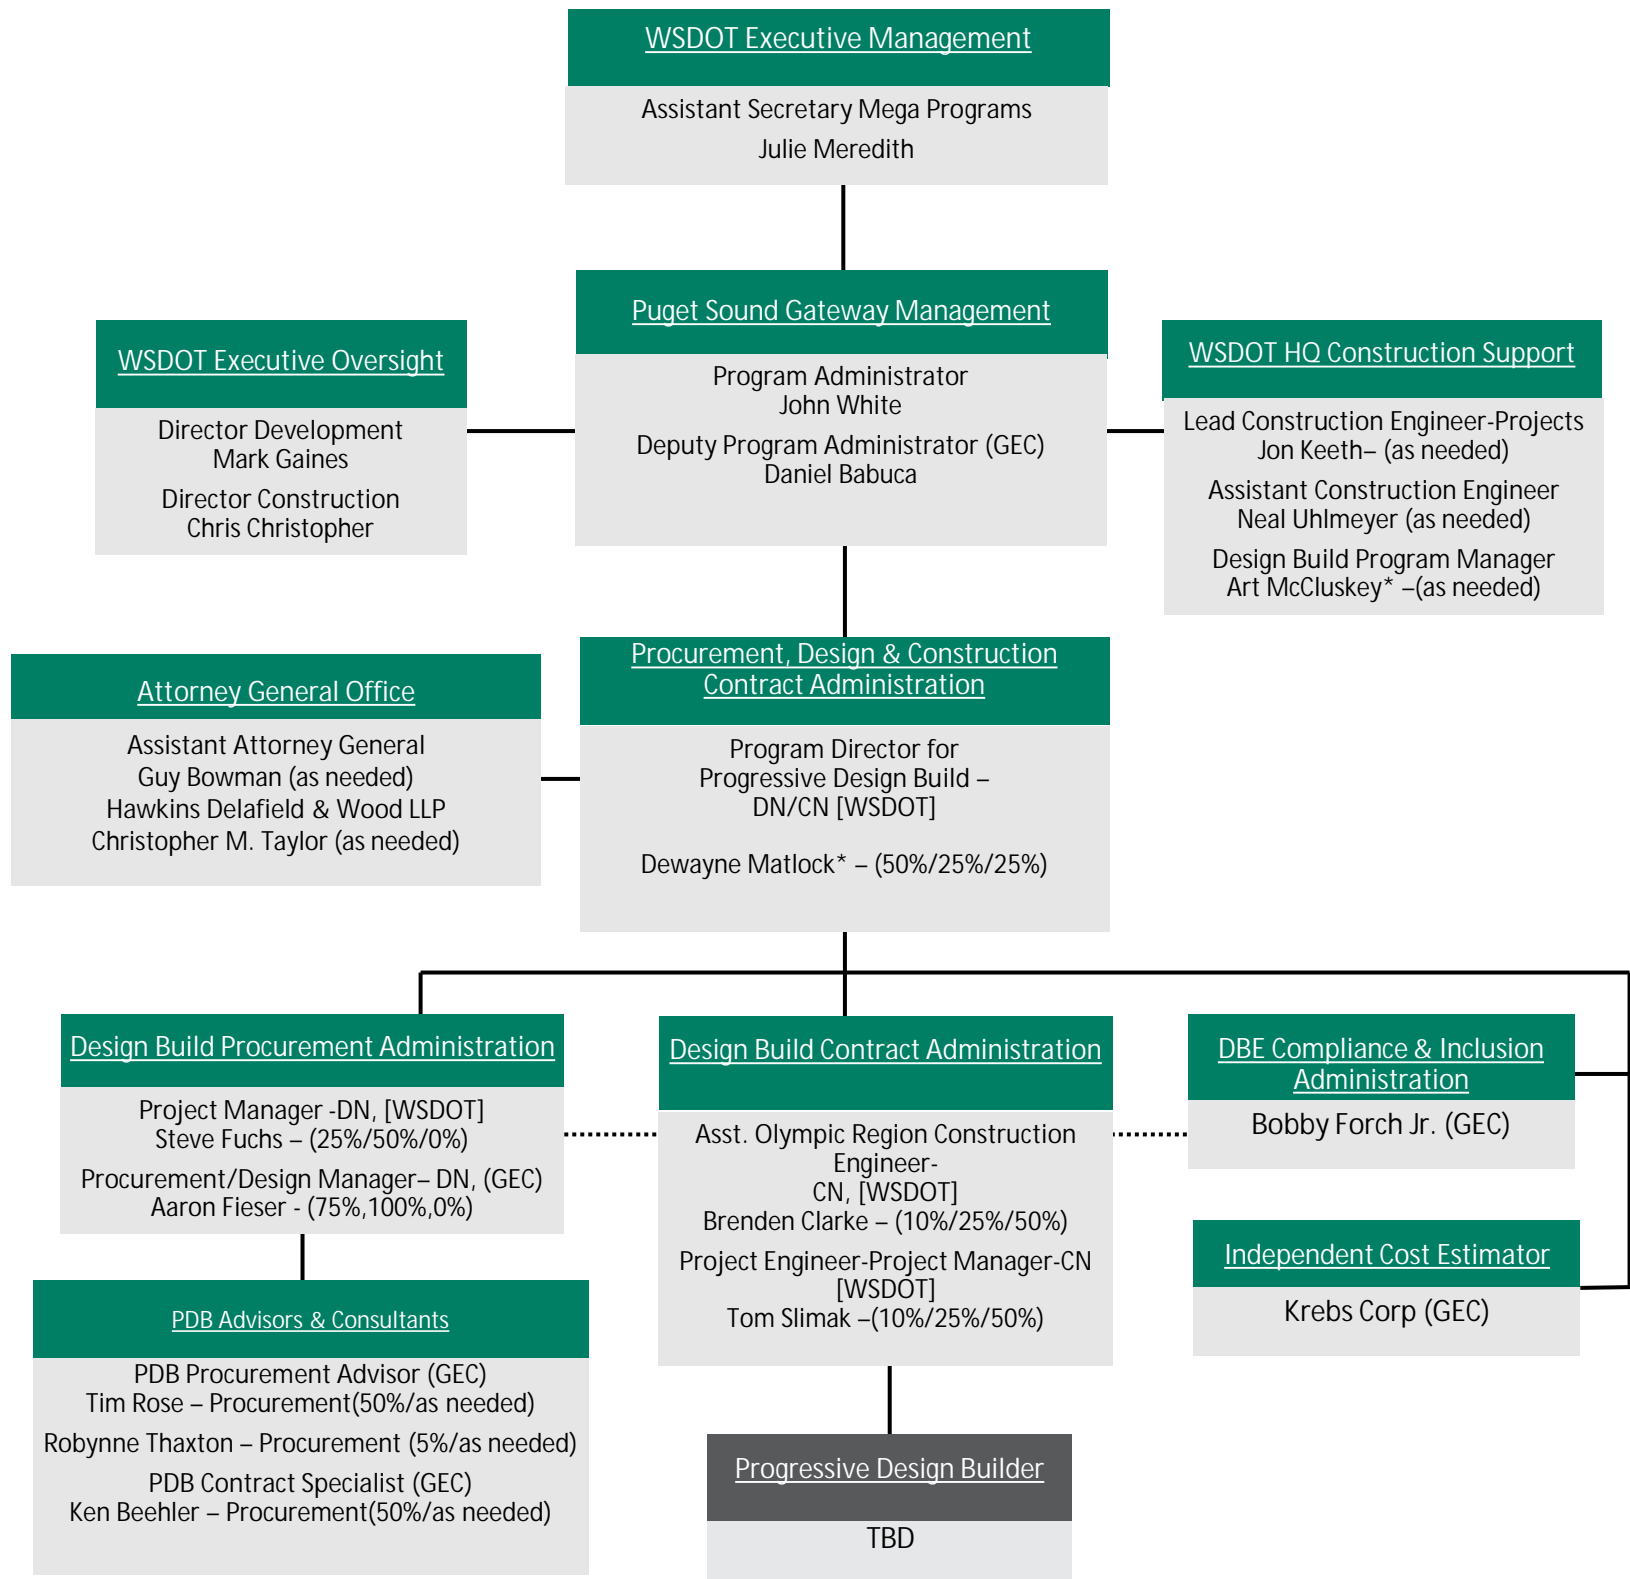 WSDOT Executive Management
Assistant Secretary Mega Programs
Julie Meredith
Puget Sound Gateway Management
Program Administrator
John White
Deputy Program Administrator (GEC)
Daniel Babuca
WSDOT Executive Oversight
Director Development
Mark Gaines
Director Construction
Chris Christopher
WSDOT HQ Construction Support
Lead Construction Engineer-Projects
Jon Keeth– (as needed)
Assistant Construction Engineer
Neal Uhlmeyer (as needed)
Design Build Program Manager
Art McCluskey* –(as needed)
Attorney General Office
Assistant Attorney General
Guy Bowman (as needed)
Hawkins Delafield & Wood LLP
Christopher M. Taylor (as needed)
Procurement, Design & Construction
Contract Administration
Program Director for
Progressive Design Build –
DN/CN [WSDOT]
Dewayne Matlock* – (50%/25%/25%)
Design Build Procurement Administration
Project Manager -DN, [WSDOT]
Steve Fuchs – (25%/50%/0%)
Procurement/Design Manager– DN, (GEC)
Aaron Fieser - (75%,100%,0%)
Design Build Contract Administration
Asst. Olympic Region Construction
Engineer-
CN, [WSDOT]
Brenden Clarke – (10%/25%/50%)
Project Engineer-Project Manager-CN
[WSDOT]
Tom Slimak –(10%/25%/50%)
DBE Compliance & Inclusion
Administration
Bobby Forch Jr. (GEC)
Independent Cost Estimator
Krebs Corp (GEC)
PDB Advisors & Consultants
PDB Procurement Advisor (GEC)
Tim Rose – Procurement(50%/as needed)
Robynne Thaxton – Procurement (5%/as needed)
PDB Contract Specialist (GEC)
Ken Beehler – Procurement(50%/as needed)
Progressive Design Builder
TBD